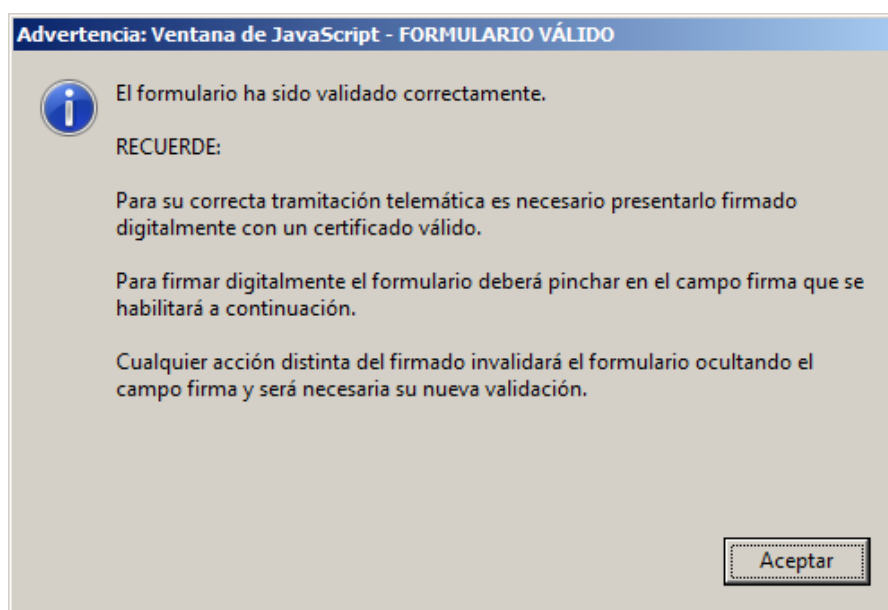 Advertencia: Ventana de JavaScript - FORMULARIO VÁLIDO
El formulario ha sido validado correctamente.
RECUERDE:
Para su correcta tramitación telemática es necesario presentarlo firmado
digitalmente con un certificado válido.
Para firmar digitalmente el formulario deberá pinchar en el campo firma que se
habilitará a continuación.
Cualquier acción distinta del firmado invalidará el formulario ocultando el
campo firma y será necesaria su nueva validación.
Aceptar